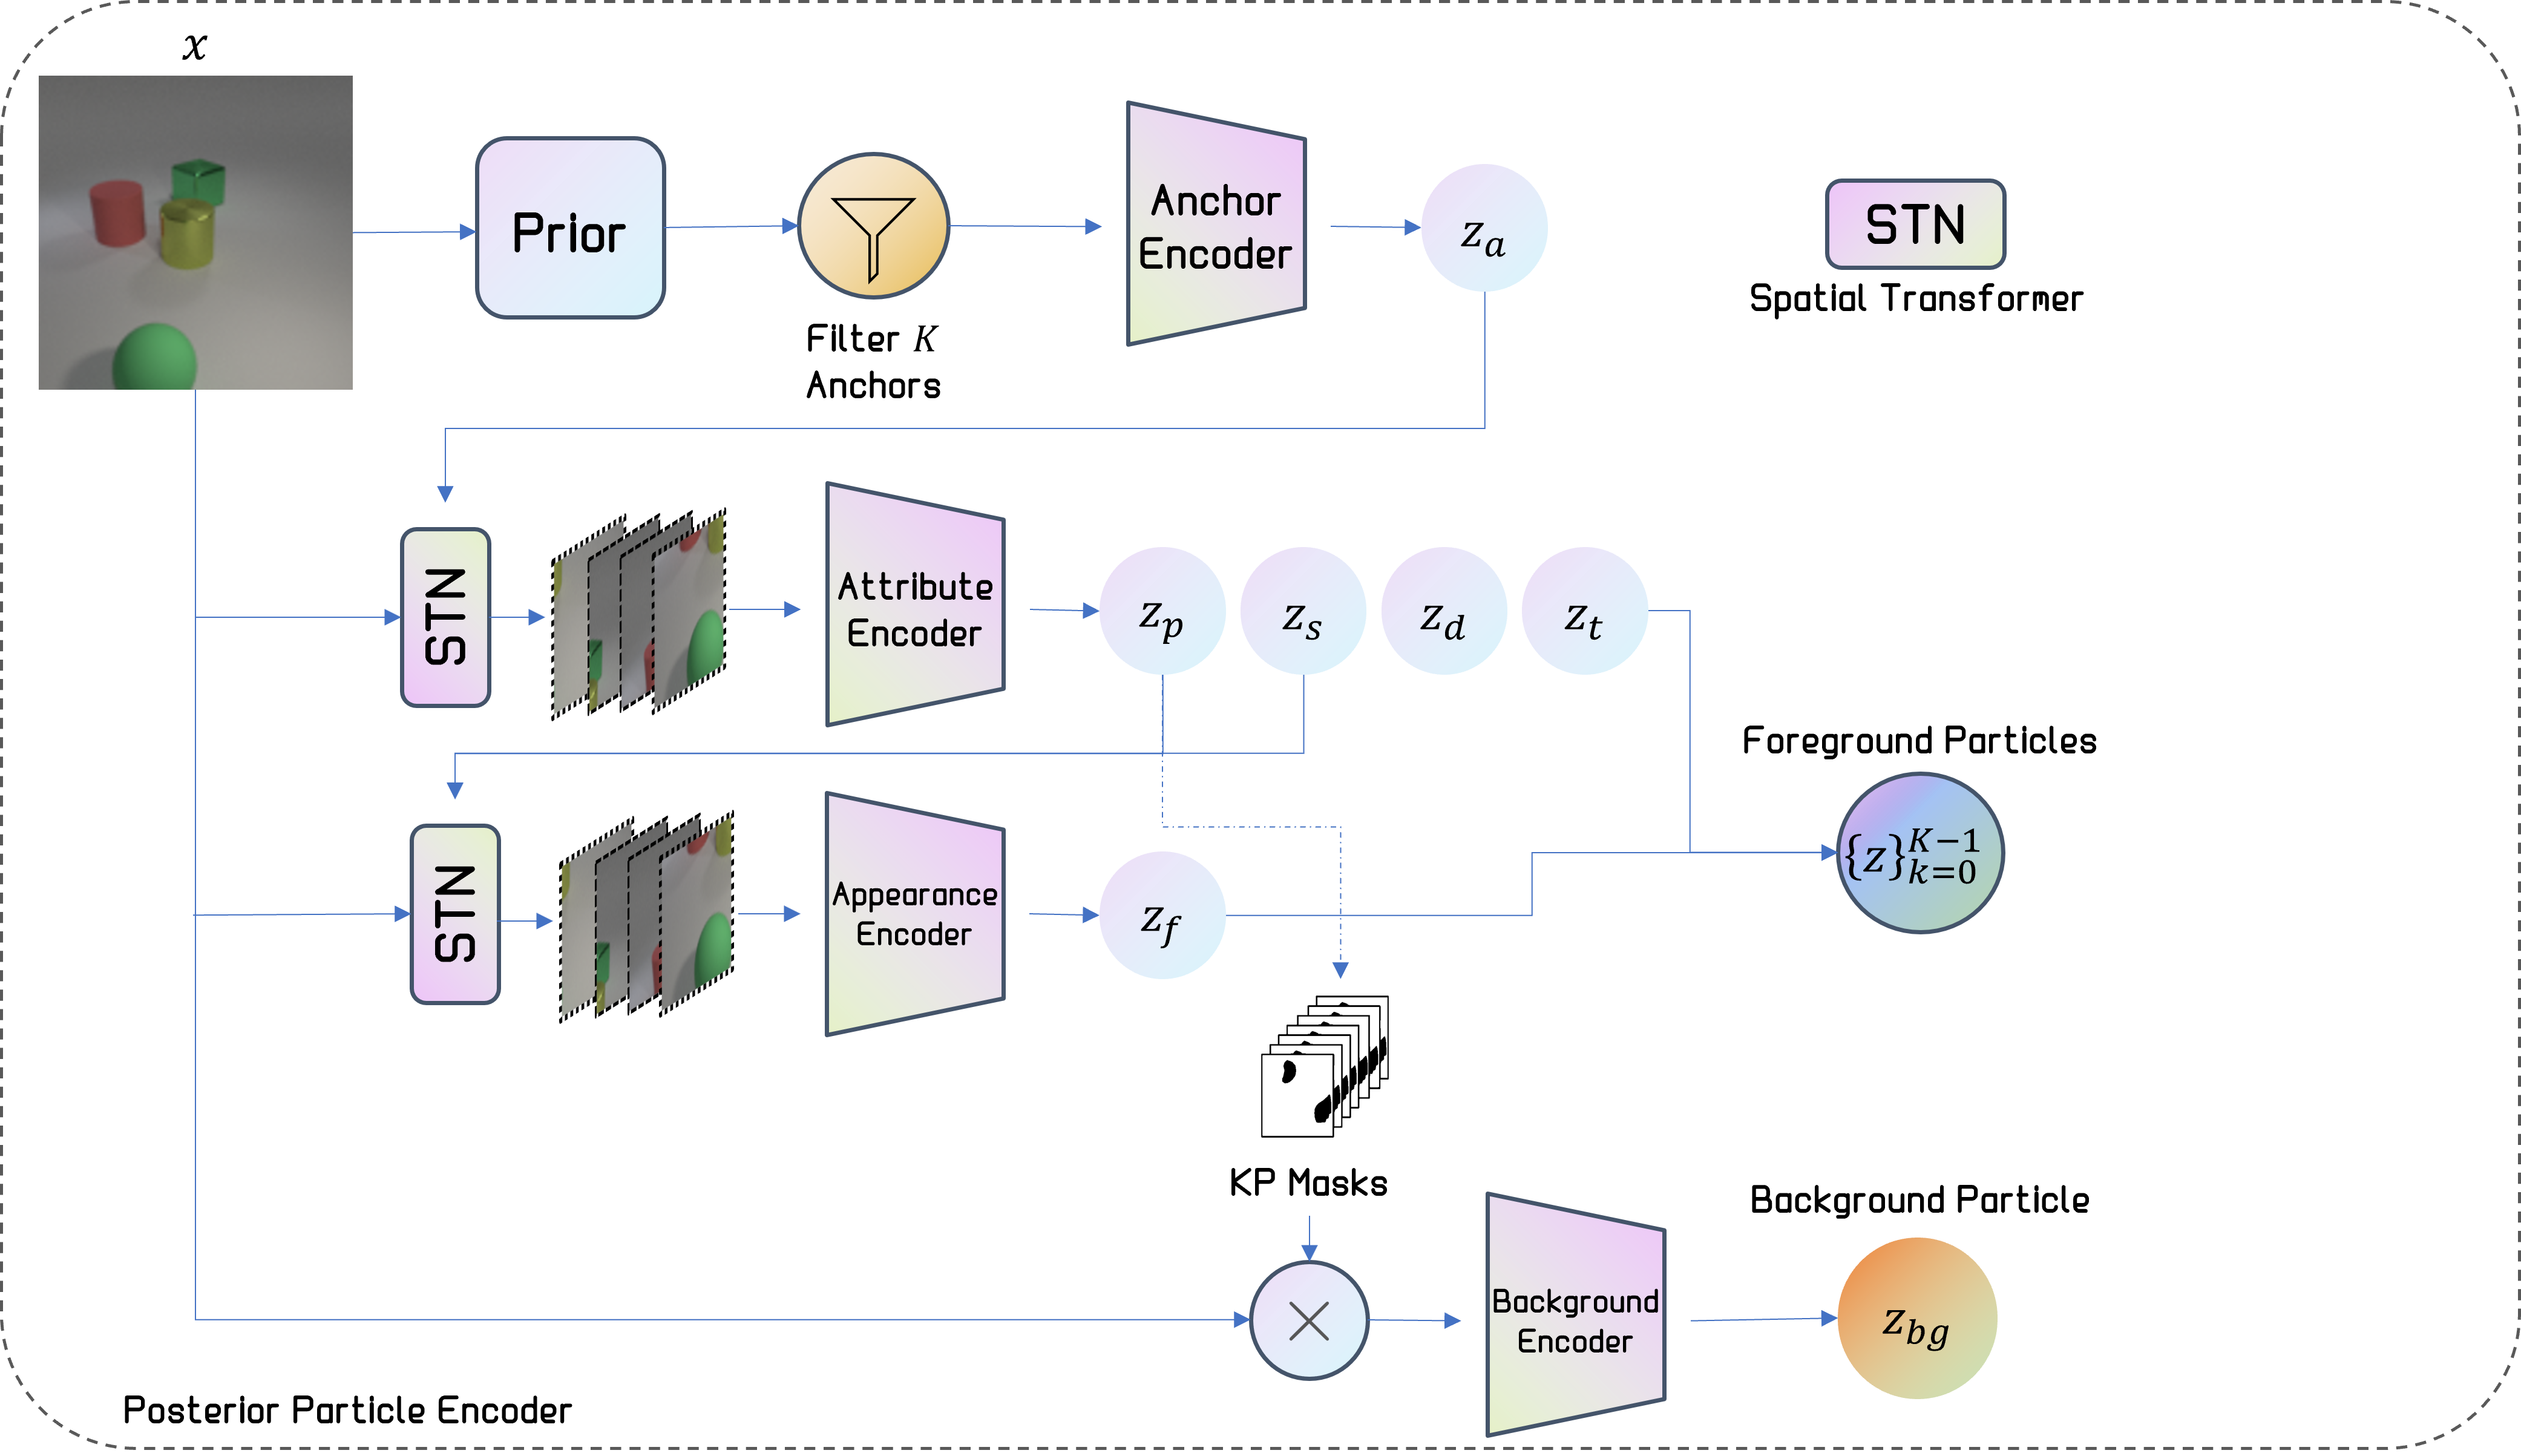 x
Prior
Filter K
Anchors
Anchor
Encoder
z_a
STN
Spatial Transformer
STN
Attribute
Encoder
z_p
z_s
z_d
z_t
Foreground Particles
{z}_{k=0}^{K-1}
STN
Appearance
Encoder
z_f
KP Masks
Background
Encoder
Background Particle
z_{bg}
Posterior Particle Encoder